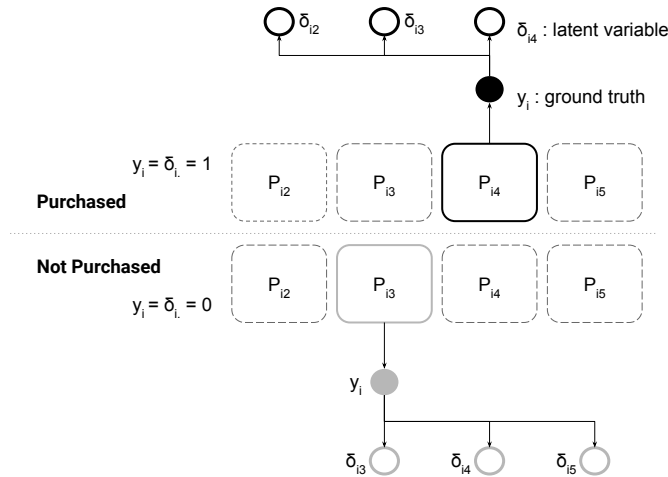 δi2 δi3 δi4 : latent variable
yi : ground truth
yi = δi. = 1
Pi2 Pi3 Pi4 Pi5
Purchased
Not Purchased
Pi2 Pi3 Pi4 Pi5
yi = δi. = 0
yi
δi3 δi4 δi5